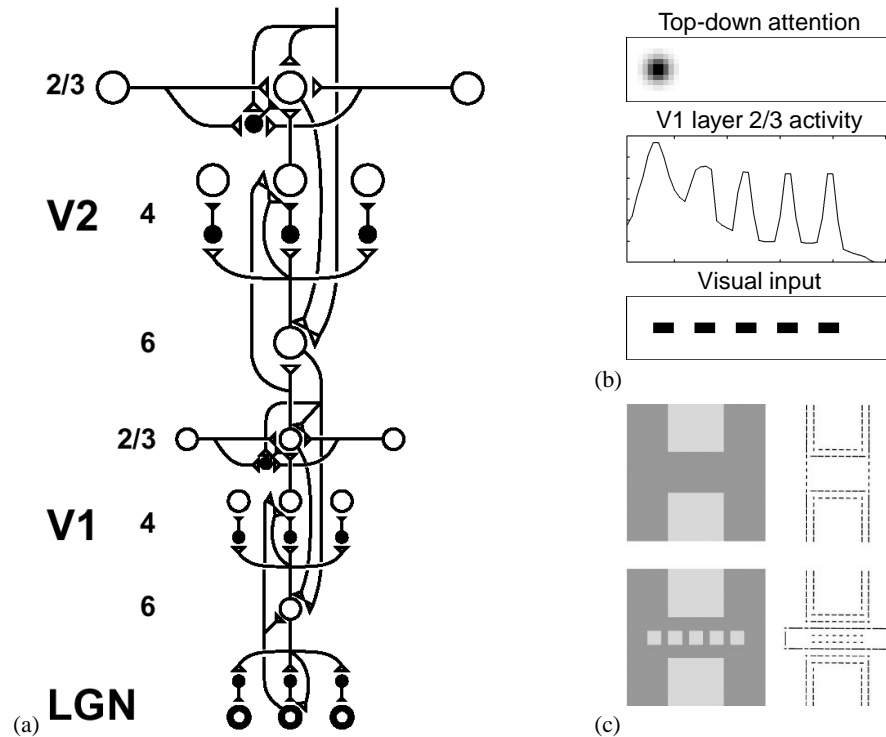 2/3
V2
4
6
2/3
V1
4
6
LGN
(a)
Top-down attention
V1 layer 2/3 activity
Visual input
(b)
(c)